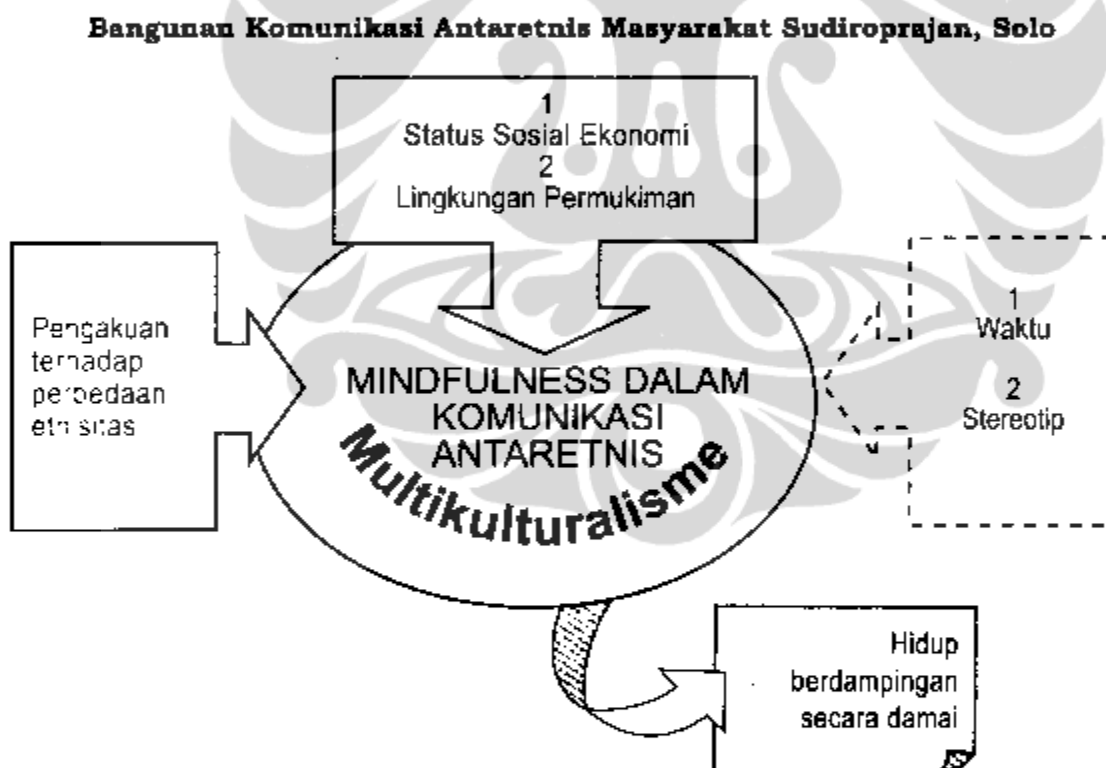 Bangunan Komunikasi Antaretnis Masyarakat Sudiroprajan, Solo
1
Status Sosial Ekonomi
2
Lingkungan Permukiman
Pengakuan
terhadap
perbedaan
etnisitas
MINDFULNESS DALAM
KOMUNIKASI
ANTARETNIS
Multikulturalisme
1
Waktu
2
Stereotip
Hidup
berdampingan
secara damai